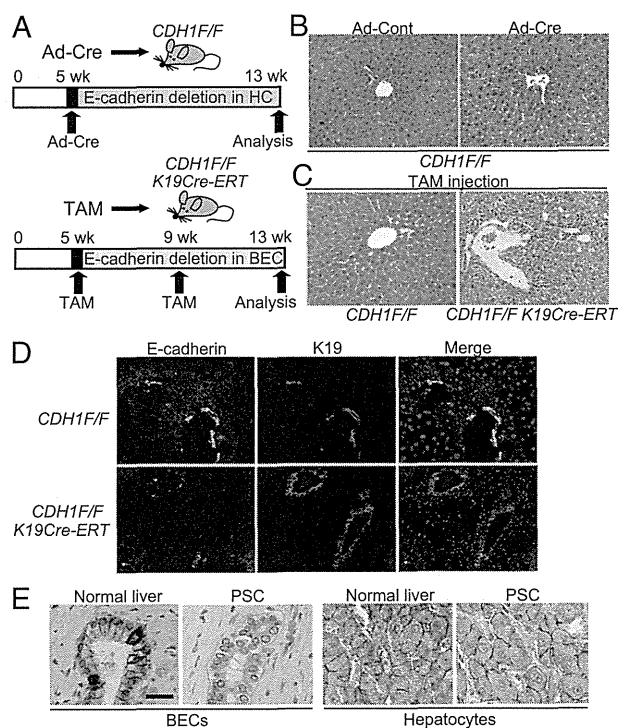 A
CDH1F/F
Ad-Cre
0 5 wk 13 wk
E-cadherin deletion in HC
Ad-Cre Analysis
CDH1F/F
K19Cre-ERT
TAM
0 5 wk 9 wk 13 wk
E-cadherin deletion in BEC
TAM TAM Analysis
B
Ad-Cont Ad-Cre
CDH1F/F
C
TAM injection
CDH1F/F CDH1F/F K19Cre-ERT
D
E-cadherin K19 Merge
CDH1F/F
CDH1F/F
K19Cre-ERT
E
Normal liver PSC Normal liver PSC
BECs Hepatocytes